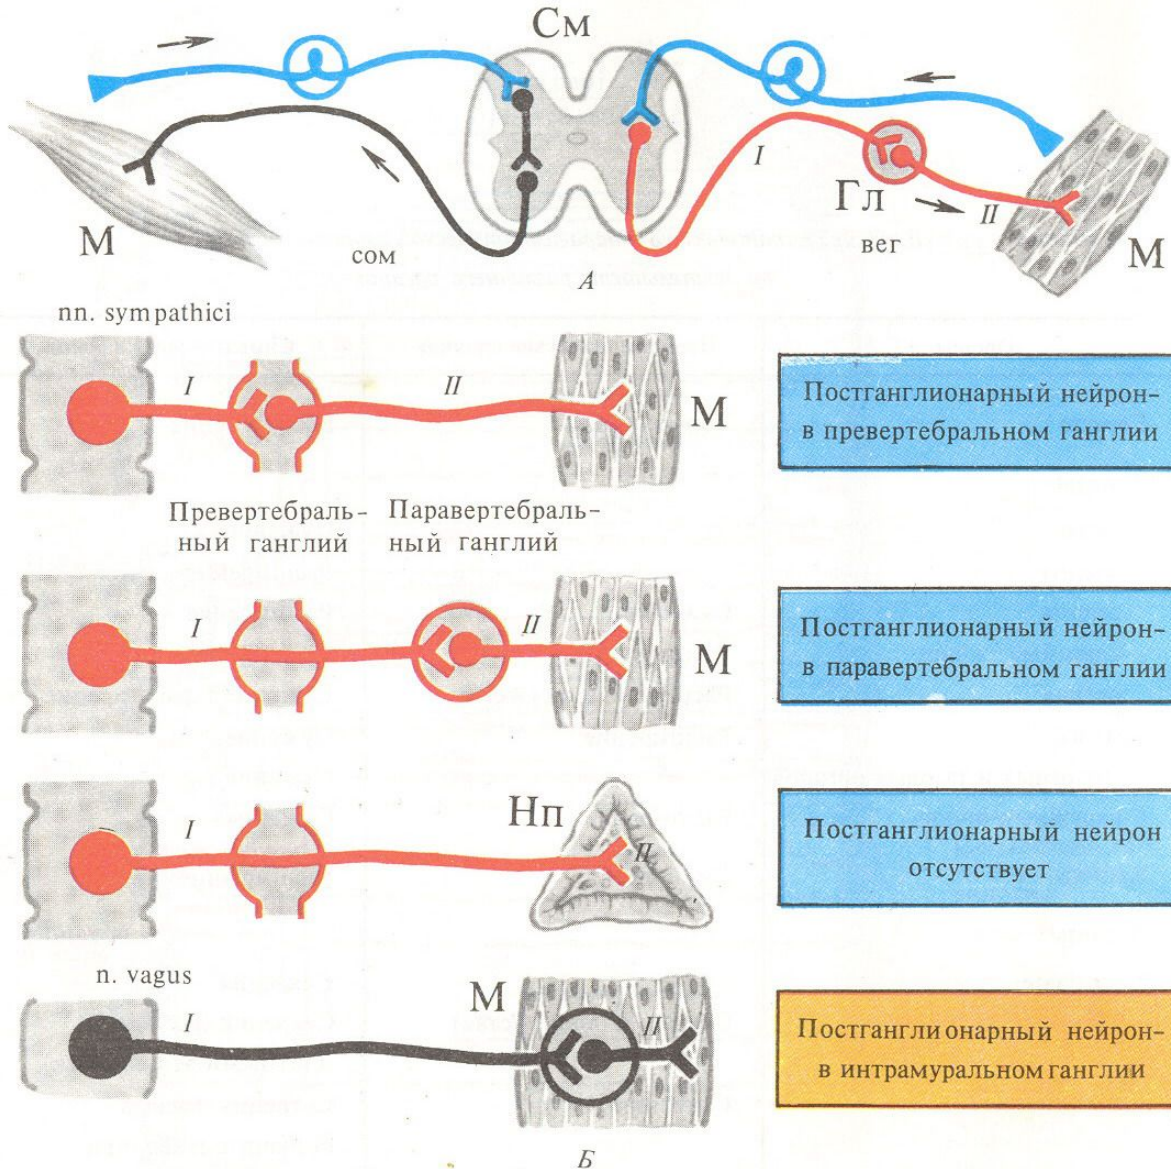 См
I
Гл
II
М
сом
вег
М
А
nn. sympathici
I
II
М
Постганглионарный нейрон-
в превертебральном ганглии
Превертебраль-
ный ганглий
Паравертебраль-
ный ганглий
I
II
М
Постганглионарный нейрон-
в паравертебральном ганглии
I
Нп
II
Постганглионарный нейрон
отсутствует
n. vagus
I
М
II
Постганглионарный нейрон-
в интрамуральном ганглии
Б